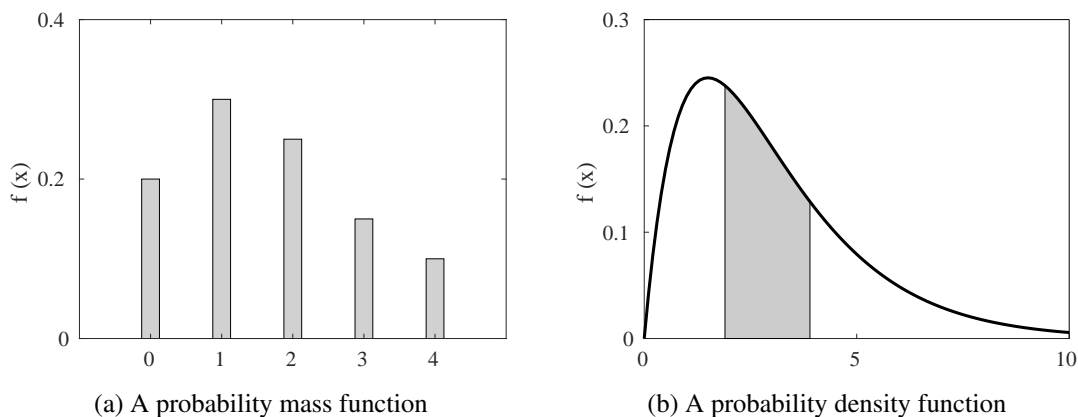 0.4
0.2
0
f (x)
0 1 2 3 4
(a) A probability mass function
0.3
0.2
0.1
0
f (x)
0 5 10
(b) A probability density function